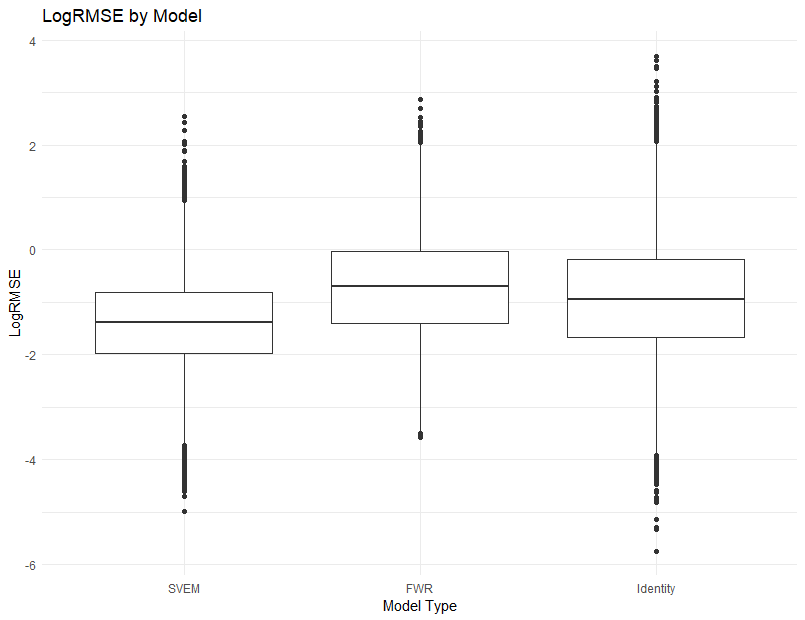 LogRMSE by Model
4
2
0
-2
-4
-6
LogRMSE
SVEM
FWR
Identity
Model Type